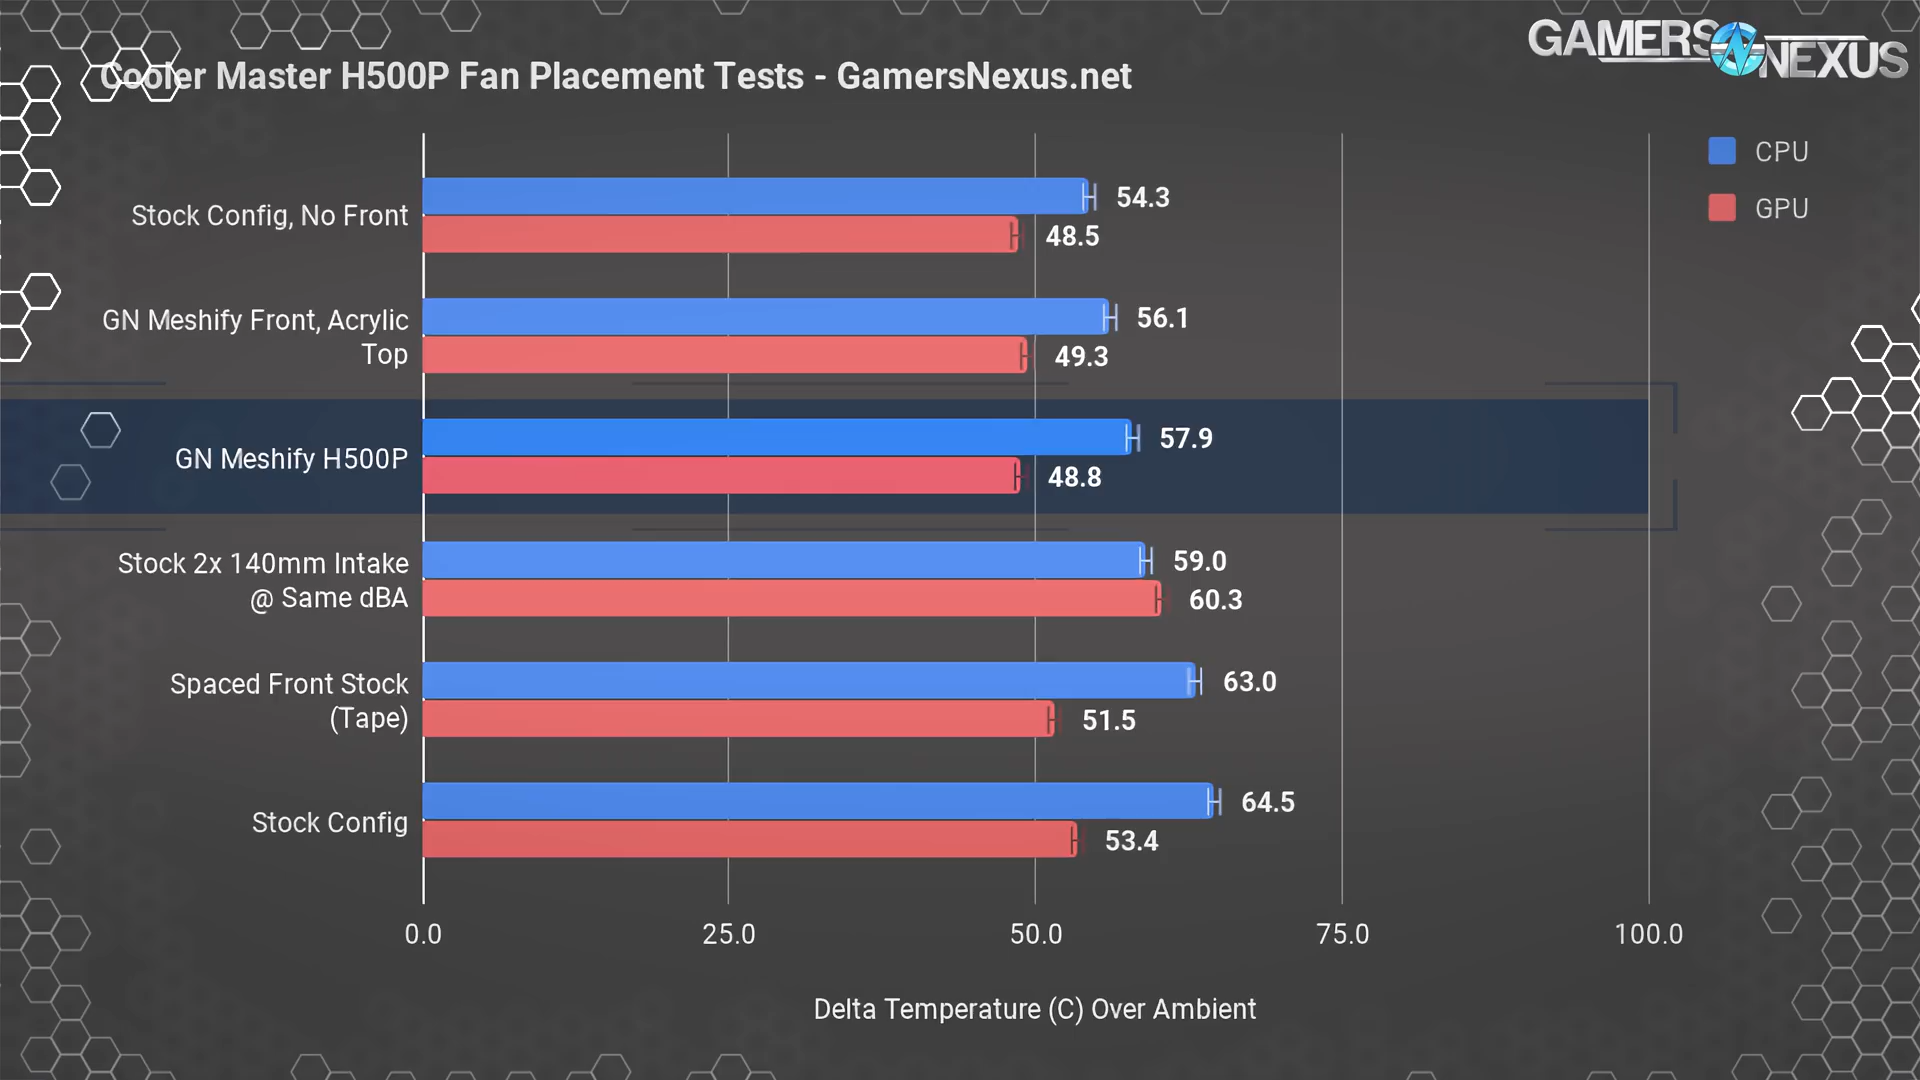 GAMERS NEXUS
Cooler Master H500P Fan Placement Tests - GamersNexus.net
CPU
GPU
Stock Config, No Front
54.3
48.5
GN Meshify Front, Acrylic
Top
56.1
49.3
GN Meshify H500P
57.9
48.8
Stock 2x 140mm Intake
@ Same dBA
59.0
60.3
Spaced Front Stock
(Tape)
63.0
51.5
Stock Config
64.5
53.4
0.0 25.0 50.0 75.0 100.0
Delta Temperature (C) Over Ambient